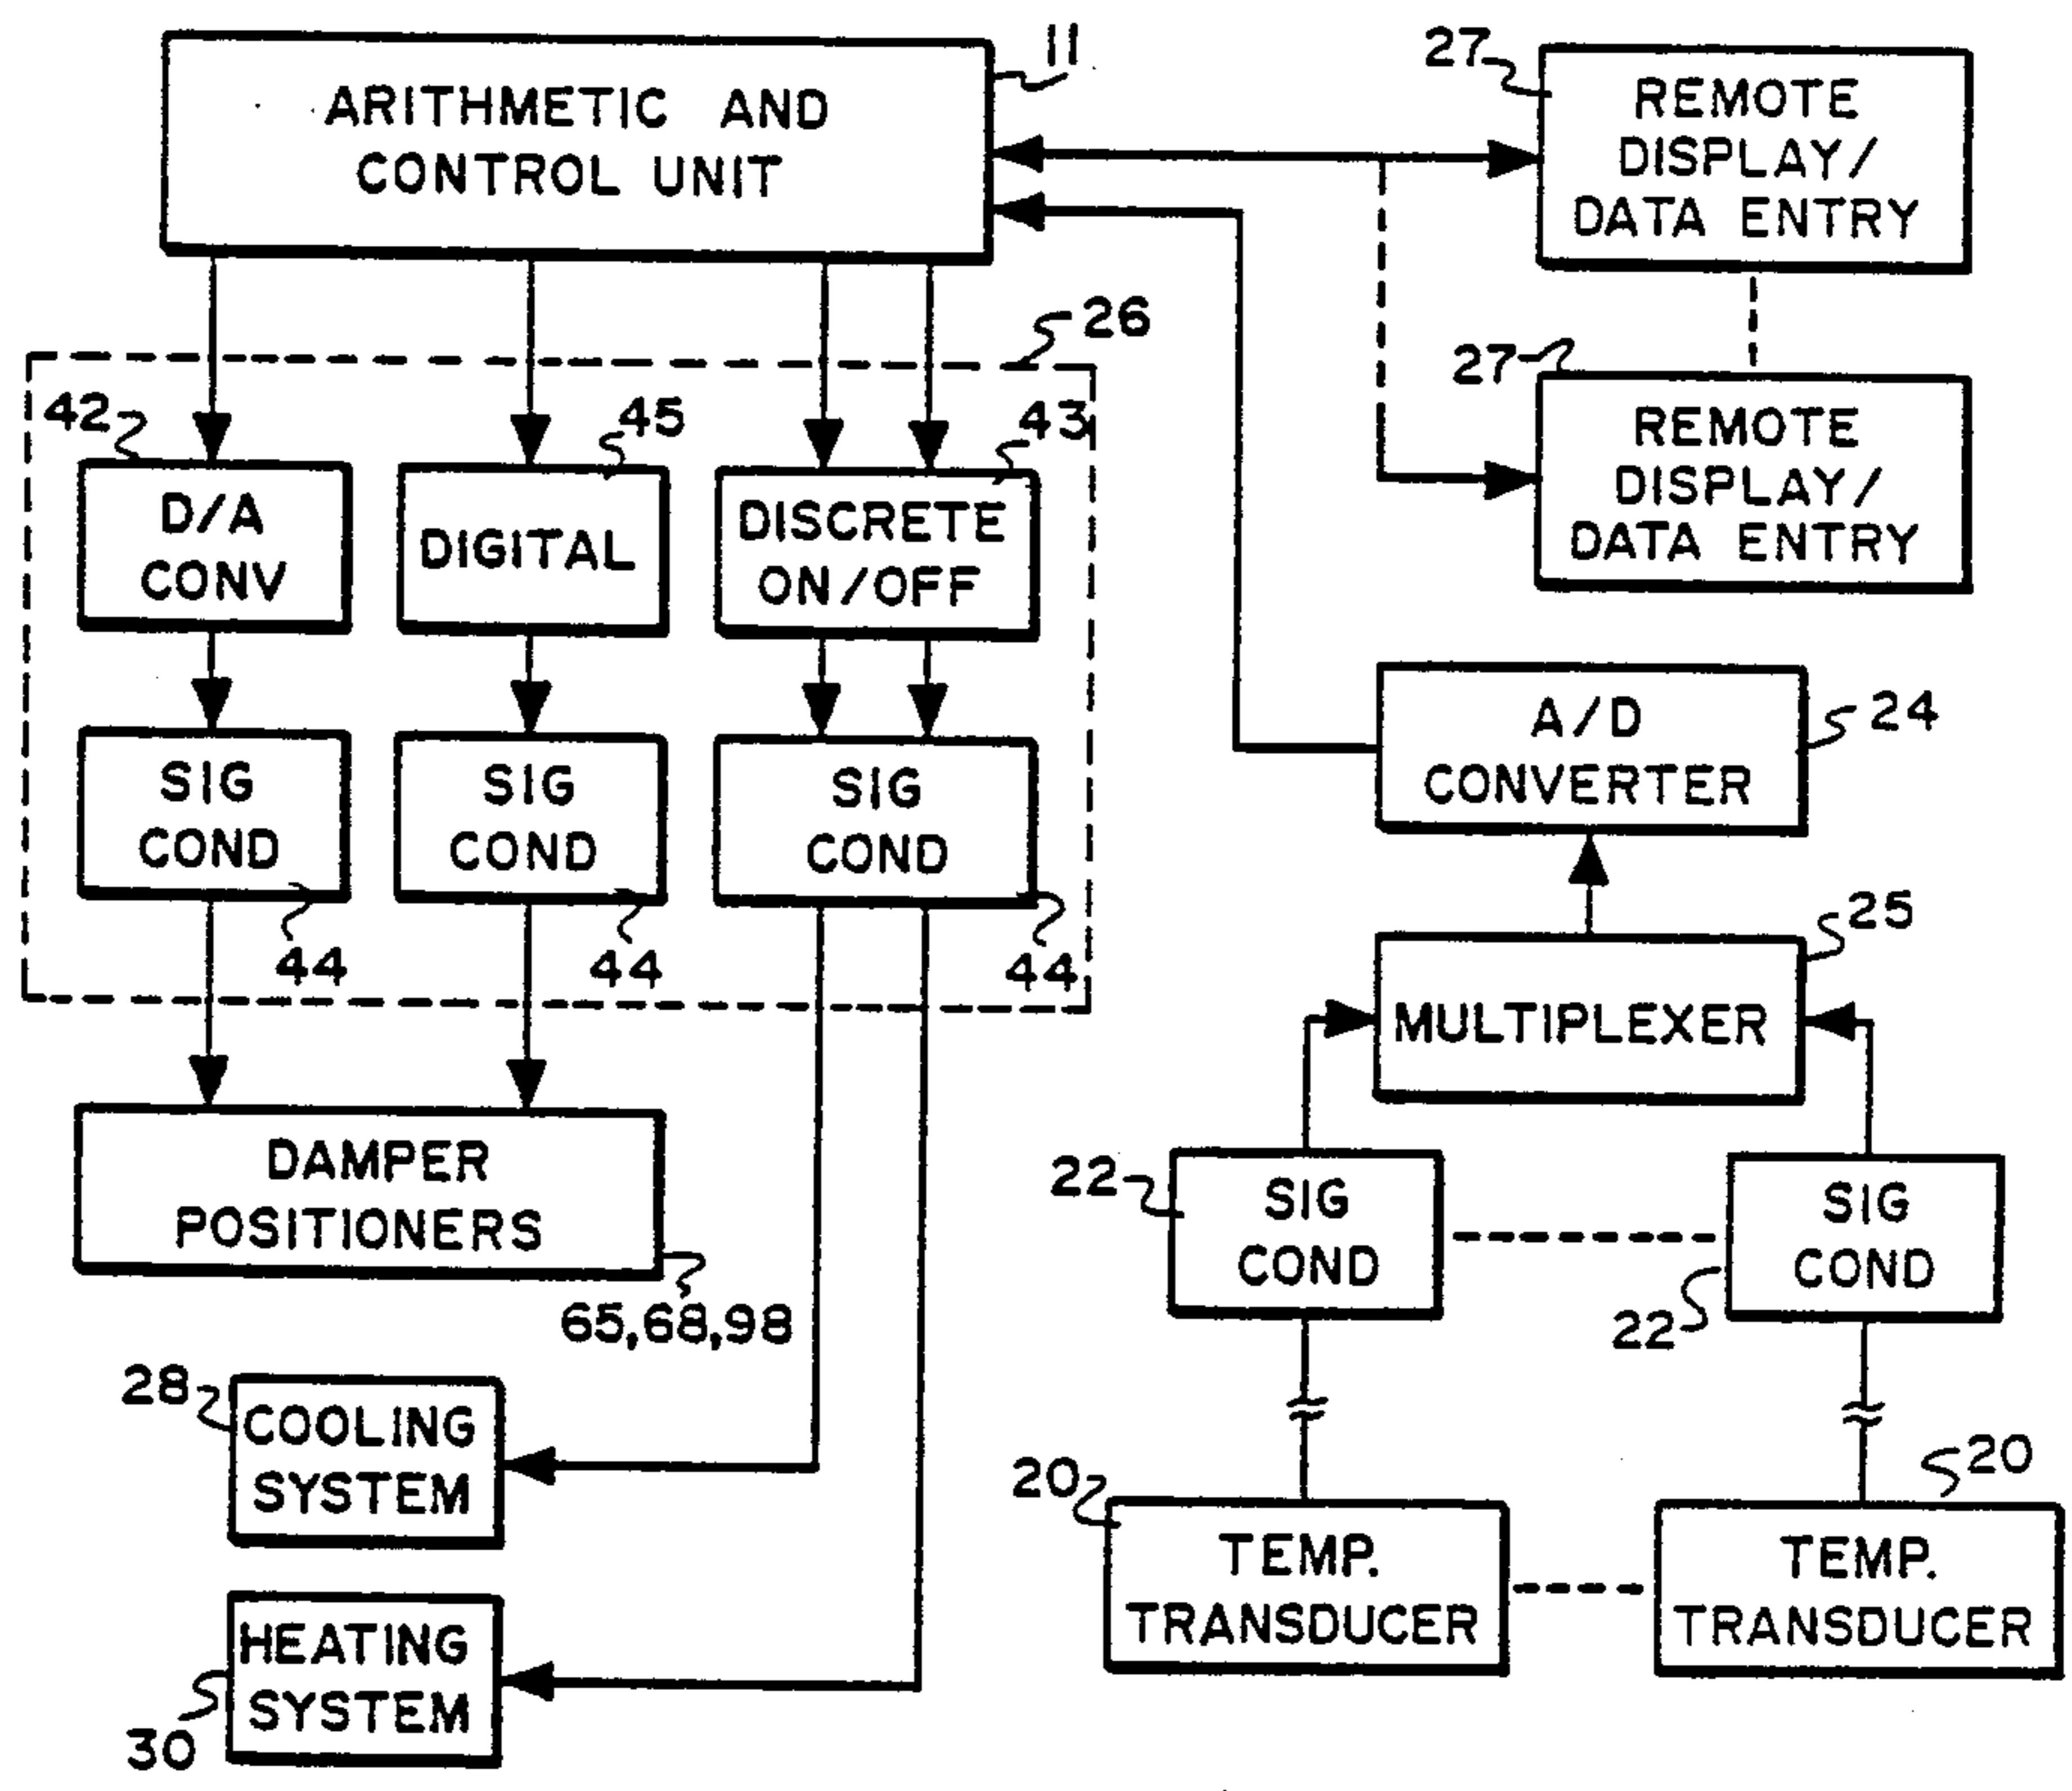 11
ARITHMETIC AND
CONTROL UNIT
27
REMOTE
DISPLAY/
DATA ENTRY
26
27
REMOTE
DISPLAY/
DATA ENTRY
42
D/A
CONV
45
DIGITAL
43
DISCRETE
ON/OFF
SIG
COND
44
SIG
COND
44
SIG
COND
44
A/D
CONVERTER
24
25
MULTIPLEXER
DAMPER
POSITIONERS
65,68,98
22
SIG
COND
SIG
COND
22
28
COOLING
SYSTEM
20
TEMP.
TRANSDUCER
20
TEMP.
TRANSDUCER
HEATING
SYSTEM
30